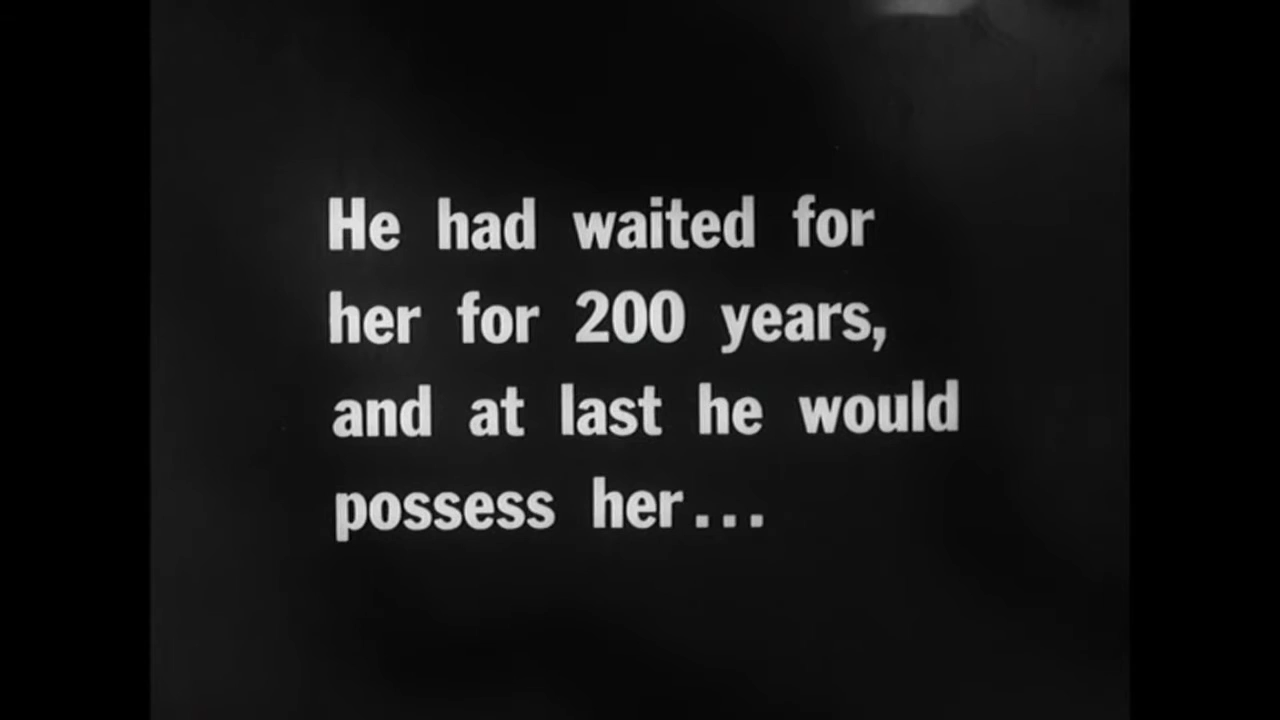 He had waited for
her for 200 years,
and at last he would
possess her...